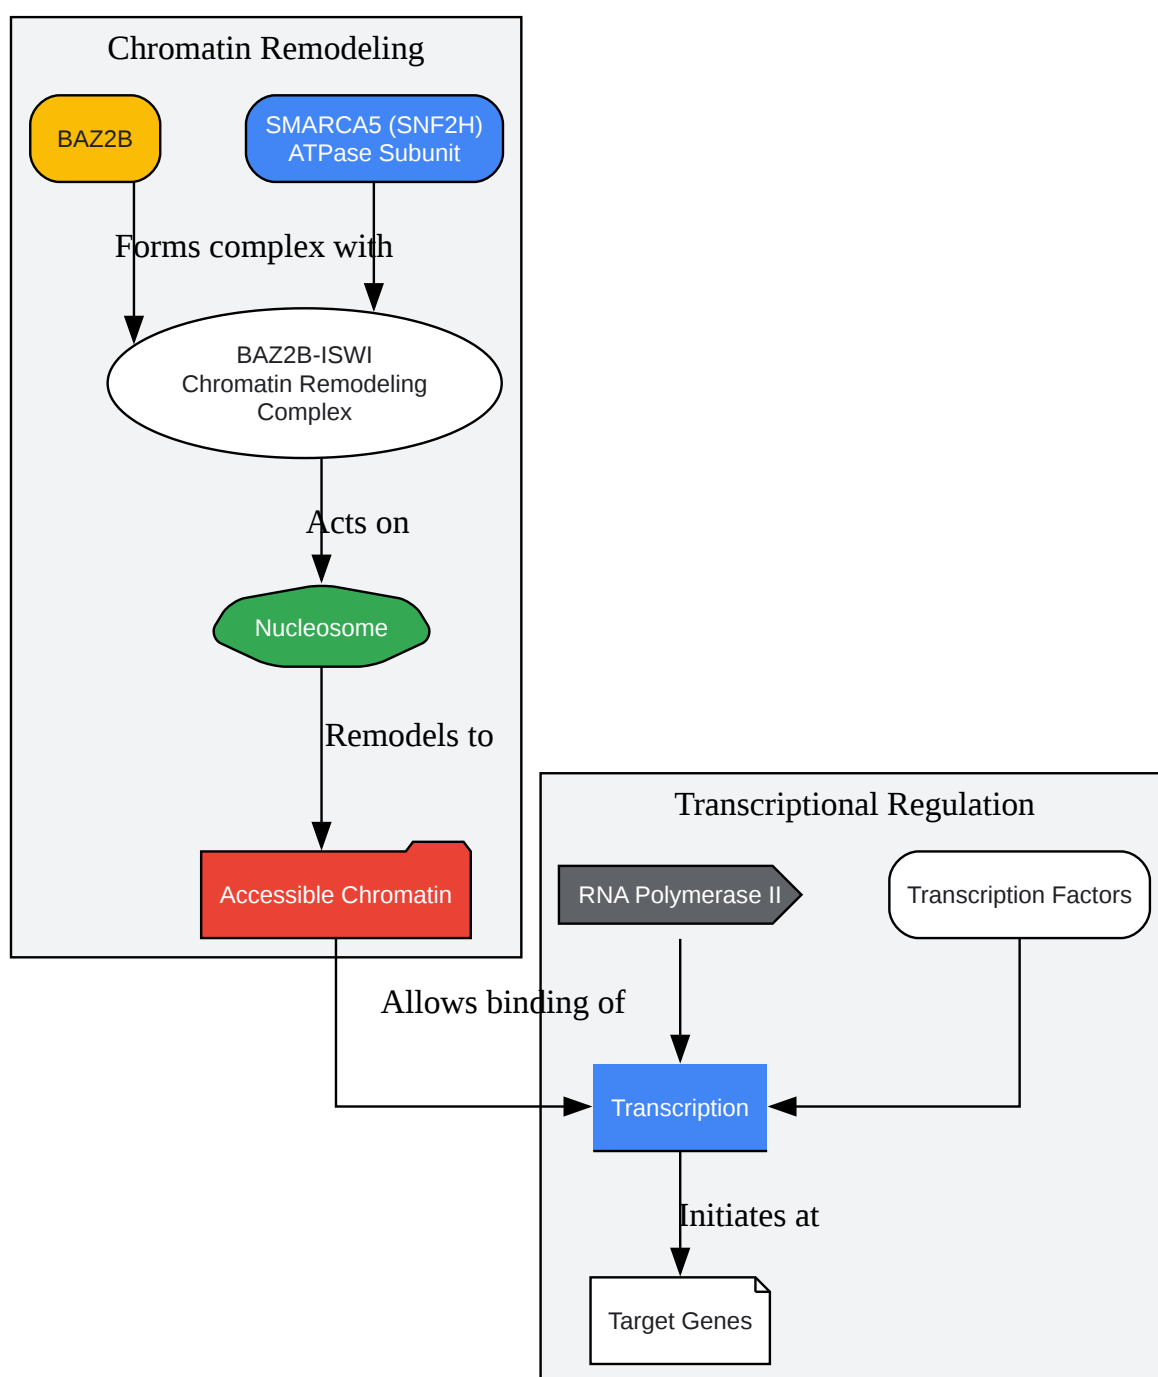 Chromatin Remodeling
BAZ2B
SMARCA5 (SNF2H)
ATPase Subunit
Forms complex with
BAZ2B-ISWI
Chromatin Remodeling
Complex
Acts on
Nucleosome
Remodels to
Accessible Chromatin
Transcriptional Regulation
RNA Polymerase II
Transcription Factors
Allows binding of
Transcription
Initiates at
Target Genes